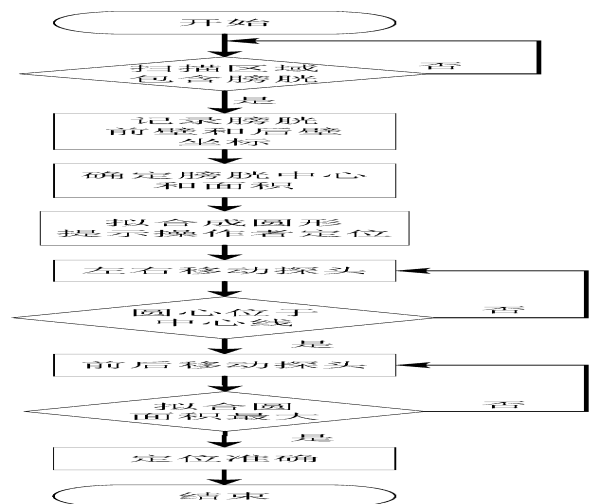 开始
扫描区域
包含膀胱
否
是
记录膀胱
前壁和后壁
坐标
确定膀胱中心
和面积
拟合成圆形
提示操作者定位
左右移动探头
圆心位于
中心线
否
是
前后移动探头
拟合圆
面积最大
否
是
定位准确
结束